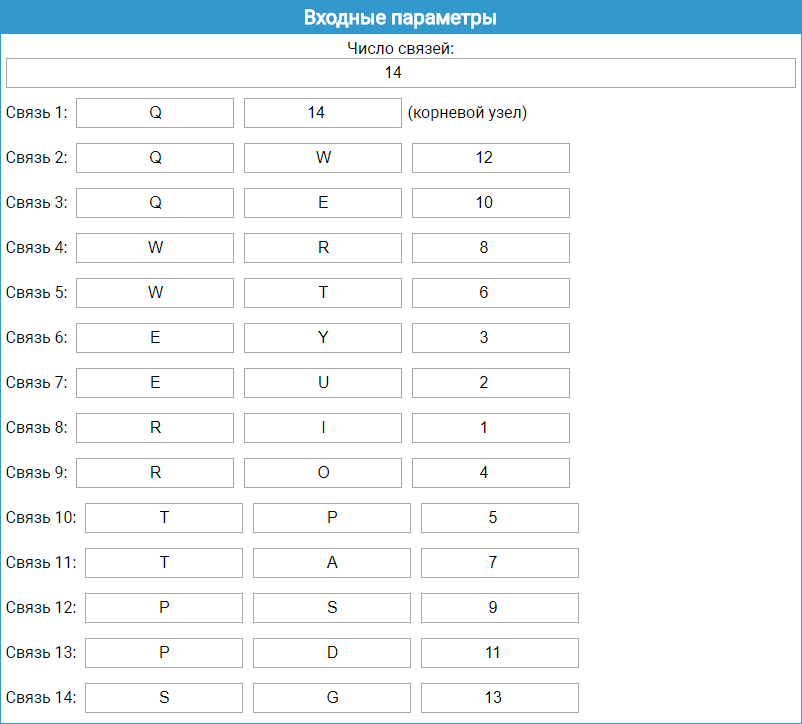 Входные параметры
Число связей:
14
Связь 1: Q 14 (корневой узел)
Связь 2: Q W 12
Связь 3: Q E 10
Связь 4: W R 8
Связь 5: W T 6
Связь 6: E Y 3
Связь 7: E U 2
Связь 8: R I 1
Связь 9: R O 4
Связь 10: T P 5
Связь 11: T A 7
Связь 12: P S 9
Связь 13: P D 11
Связь 14: S G 13